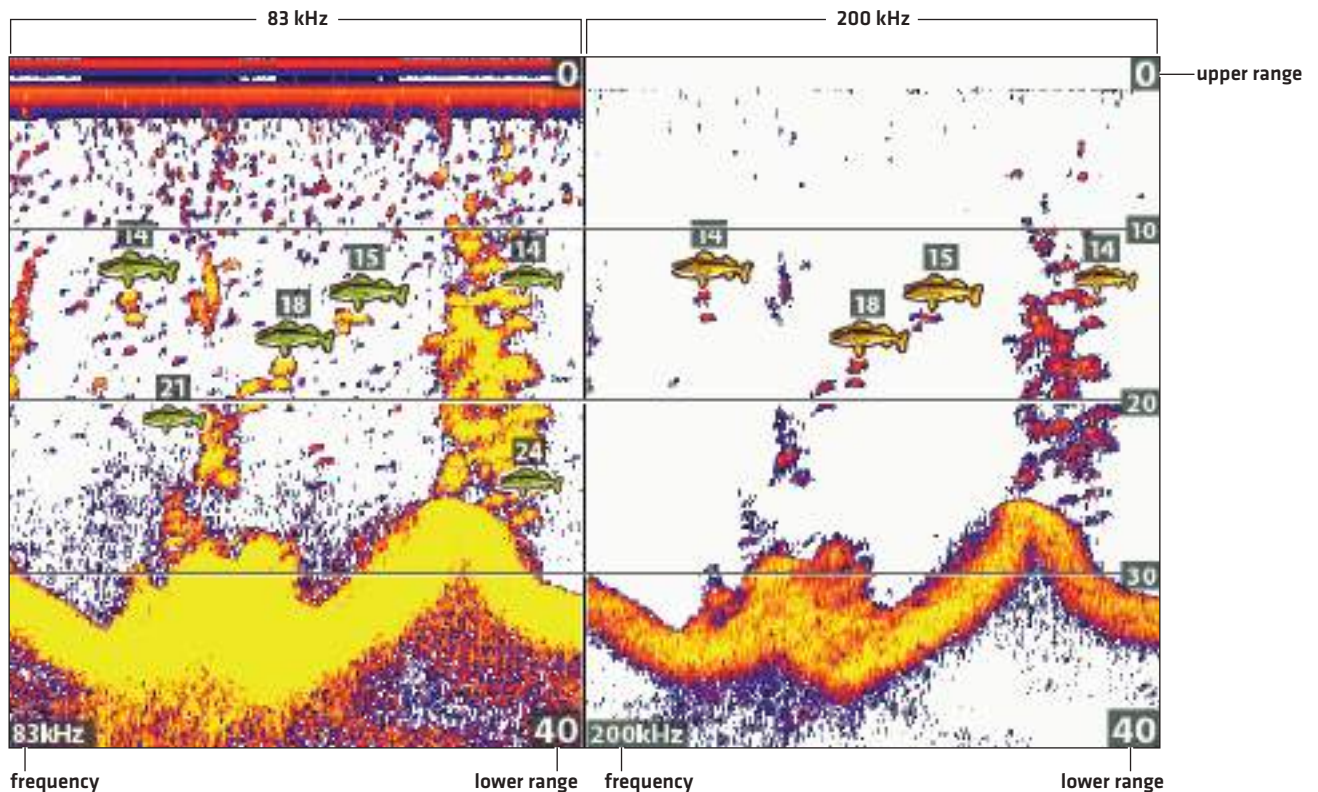 83 kHz
200 kHz
0
0
upper range
10
14
14
14
15
15
14
18
18
21
20
24
30
83kHz
40
200kHz
40
frequency
lower range
frequency
lower range